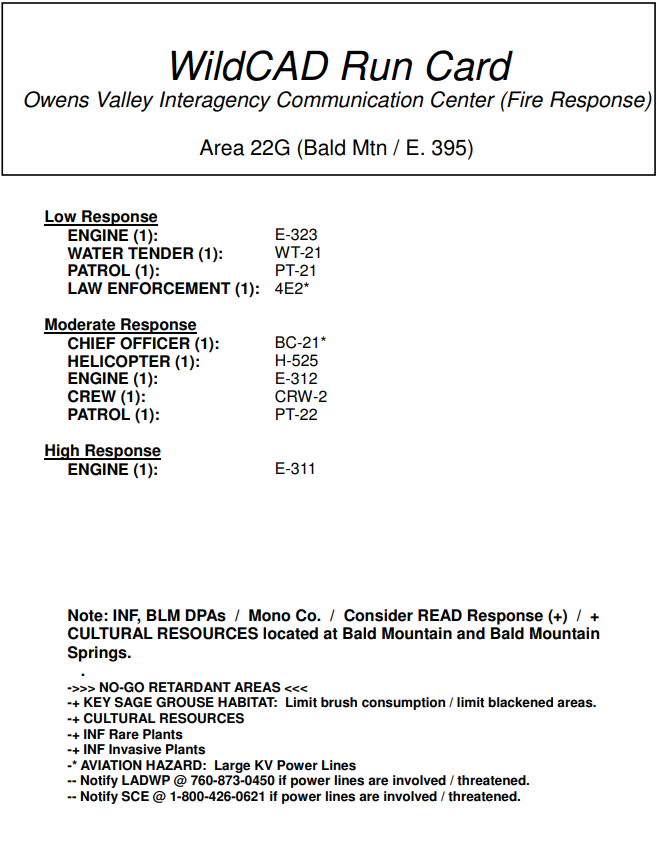 WildCAD Run Card
Owens Valley Interagency Communication Center (Fire Response)
Area 22G (Bald Mtn / E. 395)
Low Response
ENGINE (1): E-323
WATER TENDER (1): WT-21
PATROL (1): PT-21
LAW ENFORCEMENT (1): 4E2*
Moderate Response
CHIEF OFFICER (1): BC-21*
HELICOPTER (1): H-525
ENGINE (1): E-312
CREW (1): CRW-2
PATROL (1): PT-22
High Response
ENGINE (1): E-311
Note: INF, BLM DPAs / Mono Co. / Consider READ Response (+) / +
CULTURAL RESOURCES located at Bald Mountain and Bald Mountain
Springs.
.
->>> NO-GO RETARDANT AREAS <<<
-+ KEY SAGE GROUSE HABITAT: Limit brush consumption / limit blackened areas.
-+ CULTURAL RESOURCES
-+ INF Rare Plants
-+ INF Invasive Plants
-* AVIATION HAZARD: Large KV Power Lines
-- Notify LADWP @ 760-873-0450 if power lines are involved / threatened.
-- Notify SCE @ 1-800-426-0621 if power lines are involved / threatened.